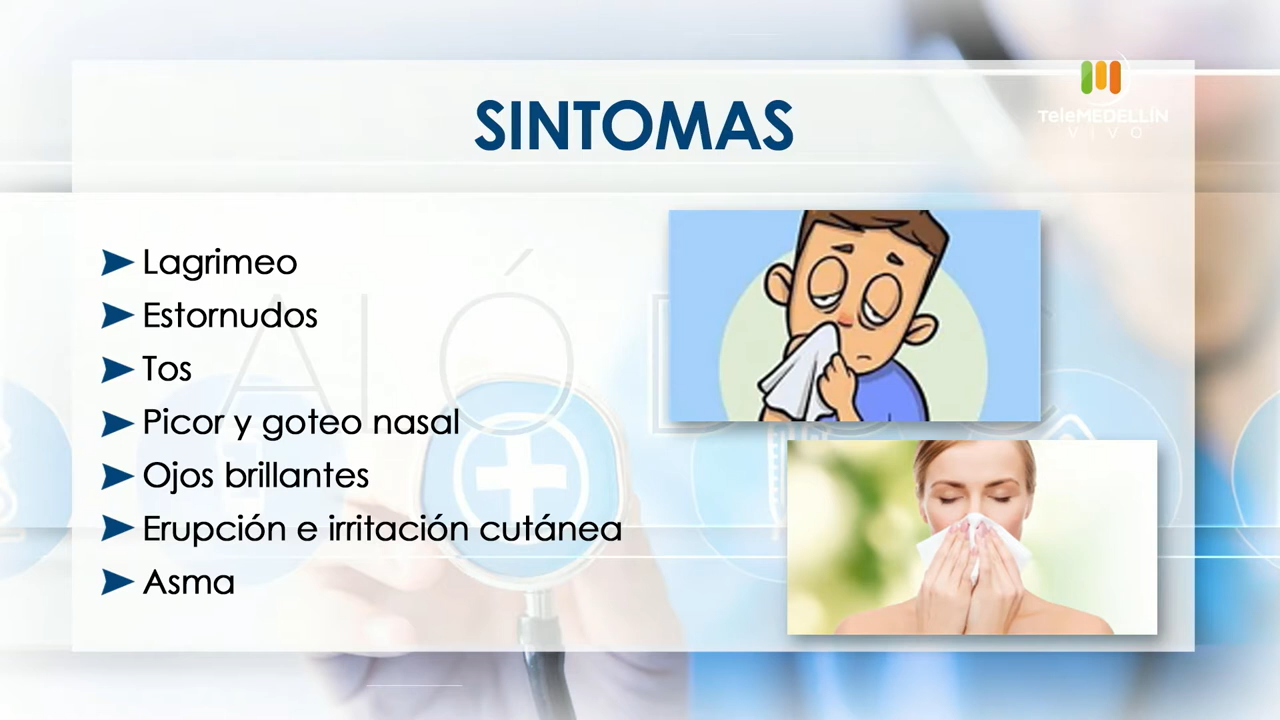 SINTOMAS
TeleMEDELLÍN
VIVO
Lagrimeo
Estornudos
Tos
Picor y goteo nasal
Ojos brillantes
Erupción e irritación cutánea
Asma